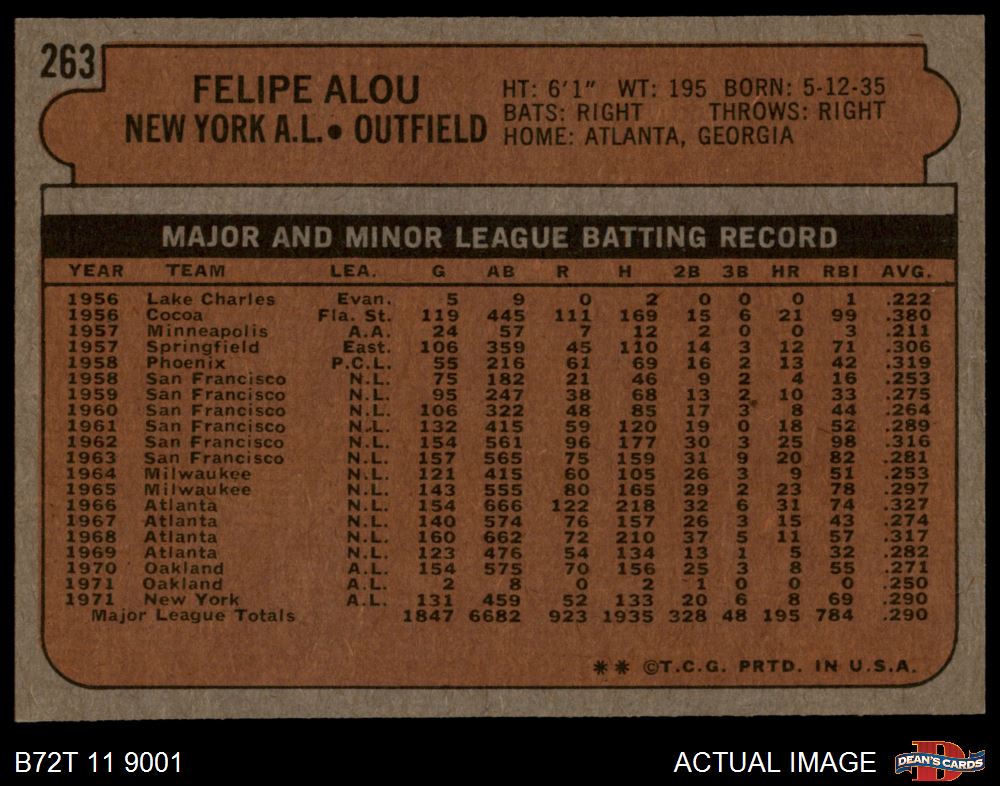 263
FELIPE ALOU
NEW YORK A.L. • OUTFIELD
HT: 6'1" WT: 195 BORN: 5-12-35
BATS: RIGHT THROWS: RIGHT
HOME: ATLANTA, GEORGIA
MAJOR AND MINOR LEAGUE BATTING RECORD
YEAR TEAM LEA. G AB R H 2B 3B HR RBI AVG.
1956 Lake Charles Evan. 5 9 0 2 0 0 0 1 .222
1956 Cocoa Fla. St. 119 445 111 169 15 6 21 99 .380
1957 Minneapolis A.A. 24 57 7 12 2 0 0 3 .211
1957 Springfield East. 106 359 45 110 14 3 12 71 .306
1958 Phoenix P.C.L. 55 216 61 69 16 2 13 42 .319
1958 San Francisco N.L. 75 182 21 46 9 2 4 16 .253
1959 San Francisco N.L. 95 247 38 68 13 2 10 33 .275
1960 San Francisco N.L. 106 322 48 85 17 3 8 44 .264
1961 San Francisco N.L. 132 415 59 120 19 0 18 52 .289
1962 San Francisco N.L. 154 561 96 177 30 3 25 98 .316
1963 San Francisco N.L. 157 565 75 159 31 9 20 82 .281
1964 Milwaukee N.L. 121 415 60 105 26 3 9 51 .253
1965 Milwaukee N.L. 143 555 80 165 29 2 23 78 .297
1966 Atlanta N.L. 154 666 122 218 32 6 31 74 .327
1967 Atlanta N.L. 140 574 76 157 26 3 15 43 .274
1968 Atlanta N.L. 160 662 72 210 37 5 11 57 .317
1969 Atlanta N.L. 123 476 54 134 13 1 5 32 .282
1970 Oakland A.L. 154 575 70 156 25 3 8 55 .271
1971 Oakland A.L. 2 8 0 2 1 0 0 0 .250
1971 New York A.L. 131 459 52 133 20 6 8 69 .290
Major League Totals 1847 6682 923 1935 328 48 195 784 .290
** ©T.C.G. PRTD. IN U.S.A.
B72T 11 9001
ACTUAL IMAGE
DEAN'S CARDS